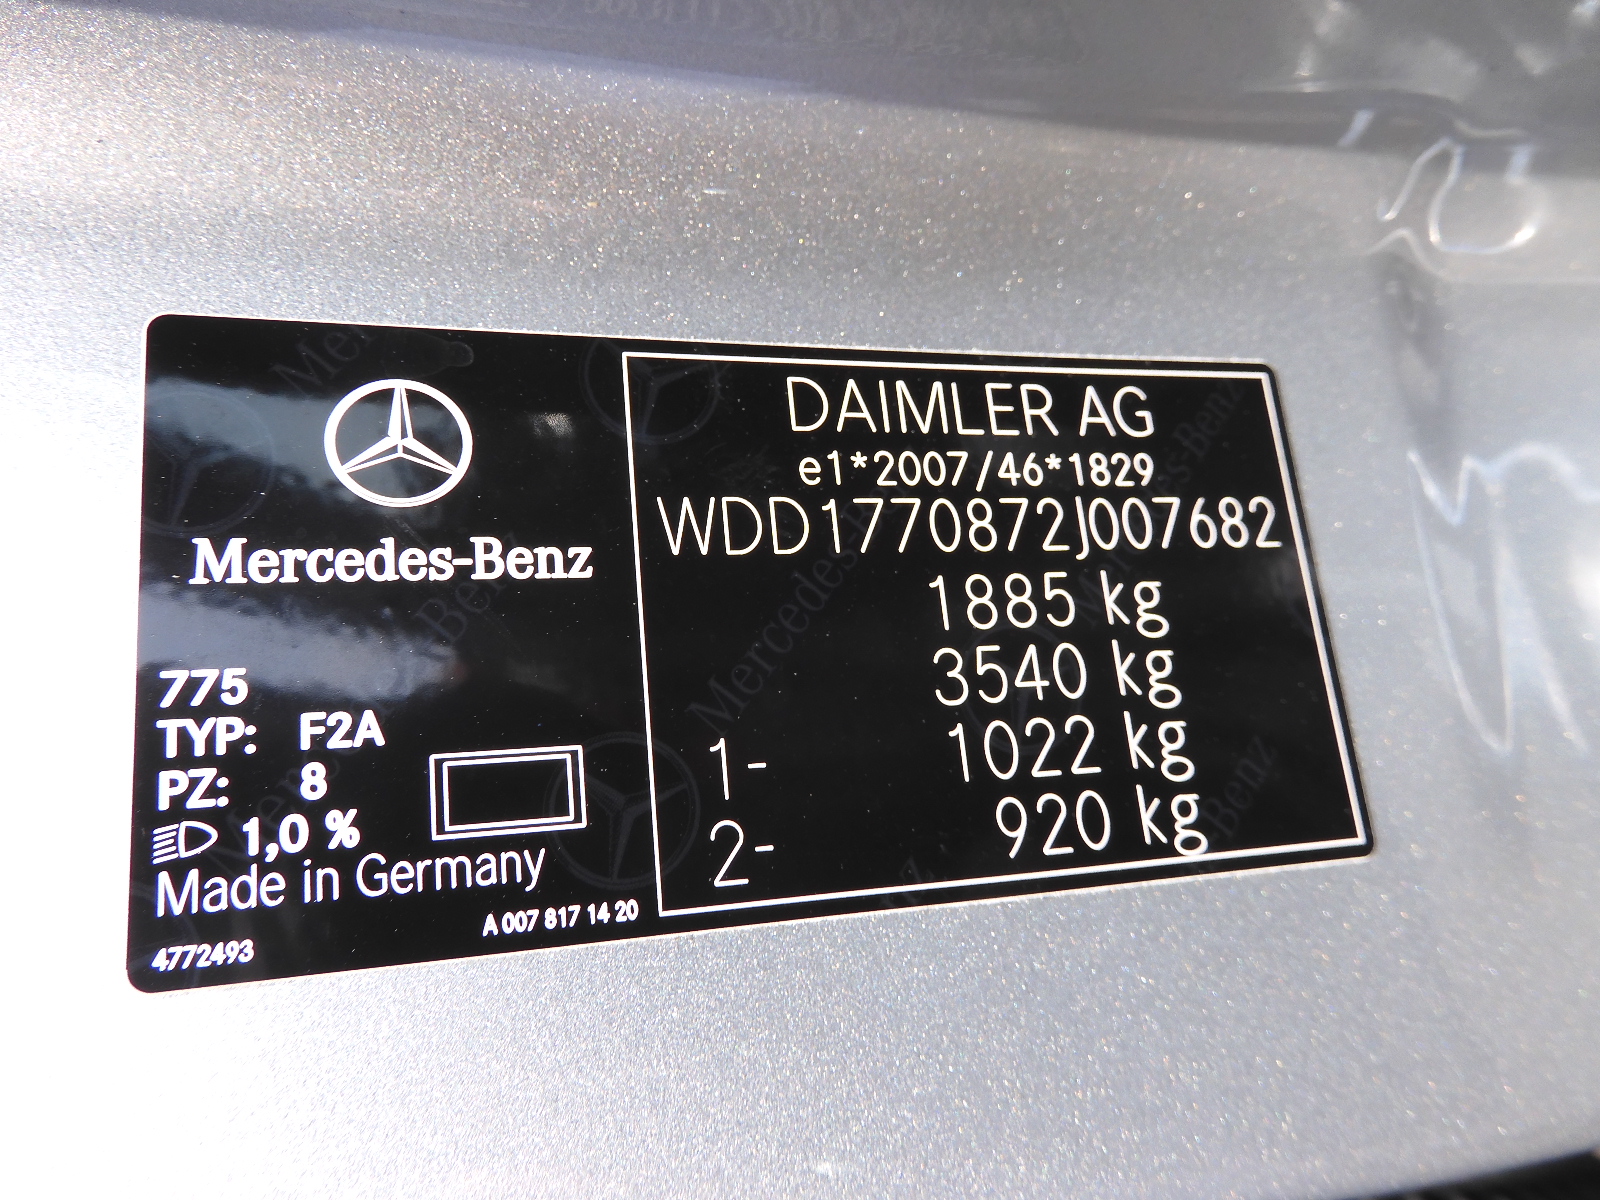 Mercedes-Benz
775
TYP: F2A
PZ: 8
1,0 %
Made in Germany
A 007 817 14 20
4772493
DAIMLER AG
e1*2007/46*1829
WDD1770872J007682
1885 kg
3540 kg
1- 1022 kg
2- 920 kg